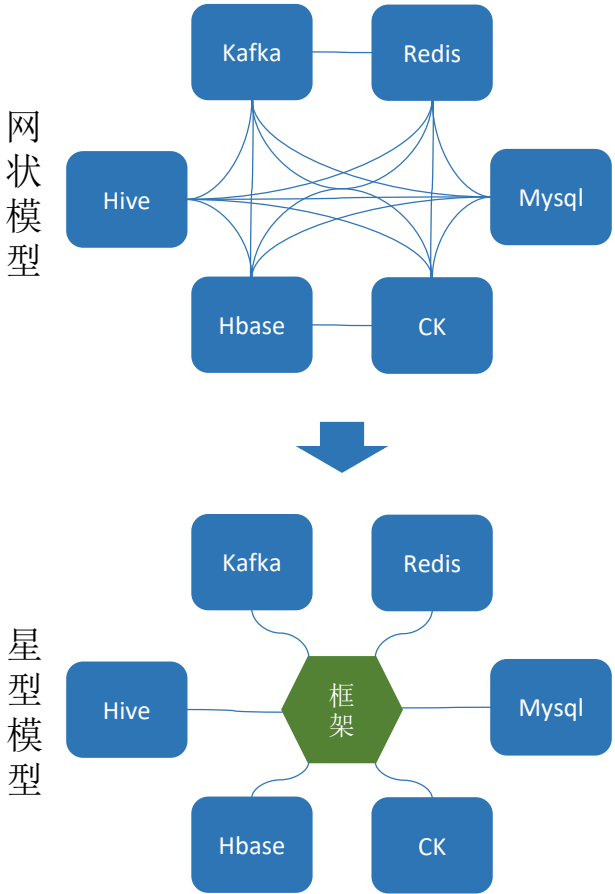 网状模型
Kafka
Redis
Hive
Mysql
Hbase
CK
星型模型
Kafka
Redis
Hive
框架
Mysql
Hbase
CK